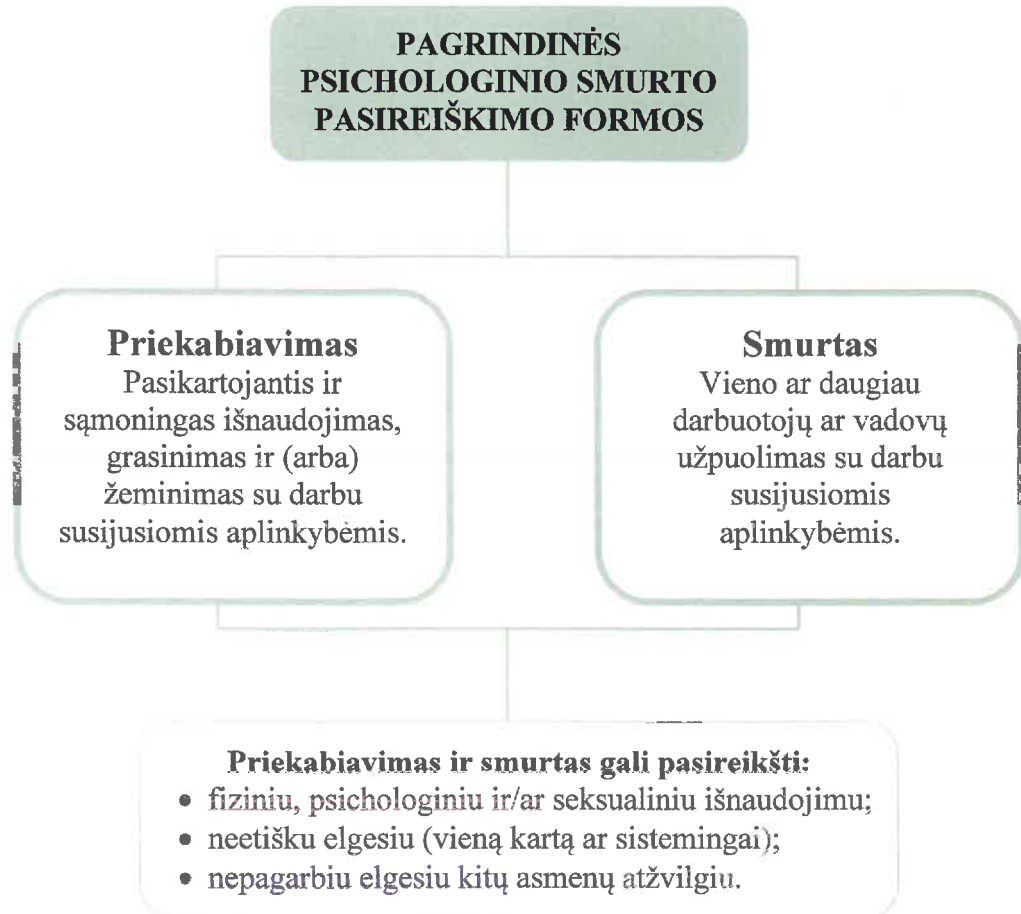 PAGRINDINĖS
PSICHOLOGINIO SMURTO
PASIREIŠKIMO FORMOS
Priekabiavimas
Pasikartojantis ir
sąmoningas išnaudojimas,
grasinimas ir (arba)
žeminimas su darbu
susijusiomis aplinkybėmis.
Smurtas
Vieno ar daugiau
darbuotojų ar vadovų
užpuolimas su darbu
susijusiomis
aplinkybėmis.
Priekabiavimas ir smurtas gali pasireikšti:
• fiziniu, psichologiniu ir/ar seksualiniu išnaudojimu;
• neetišku elgesiu (vieną kartą ar sistemingai);
• nepagarbiu elgesiu kitų asmenų atžvilgiu.